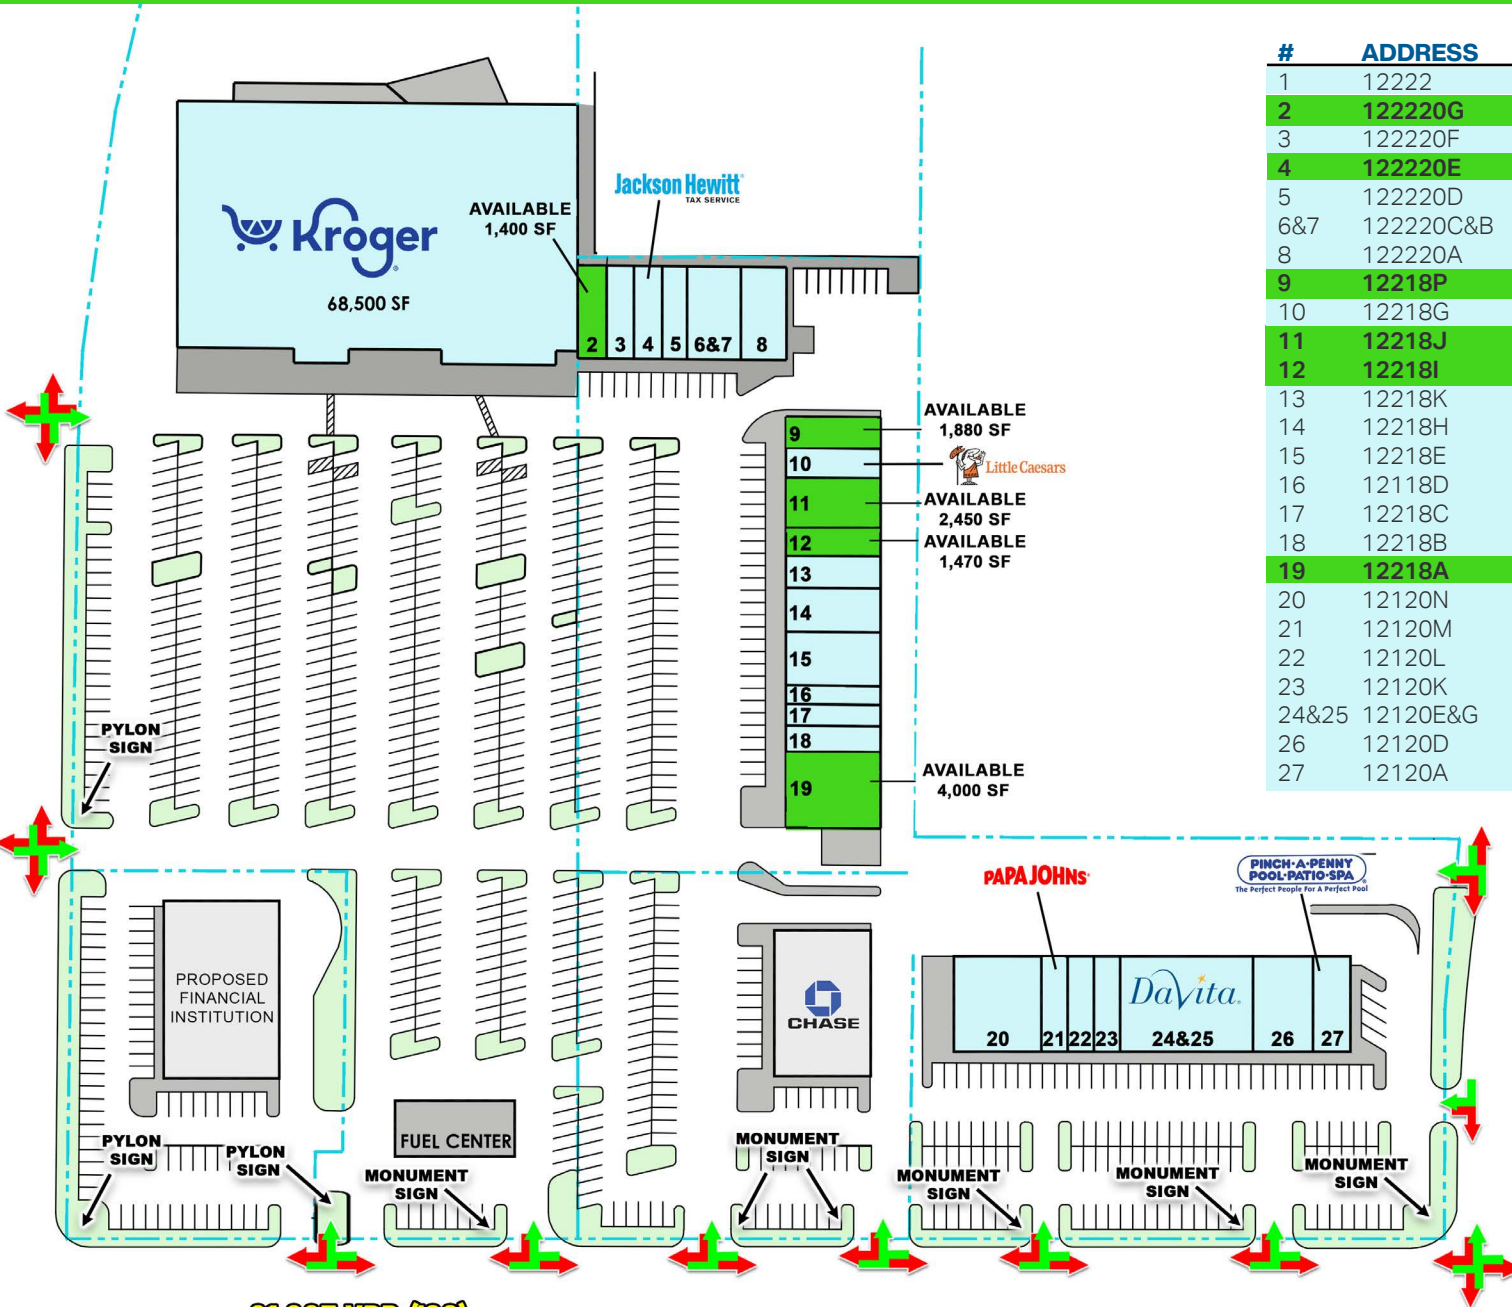 # ADDRESS
1 12222
2 122220G
3 122220F
4 122220E
5 122220D
6&7 122220C&B
8 122220A
9 12218P
10 12218G
11 12218J
12 12218I
13 12218K
14 12218H
15 12218E
16 12118D
17 12218C
18 12218B
19 12218A
20 12120N
21 12120M
22 12120L
23 12120K
24&25 12120E&G
26 12120D
27 12120A
Jackson Hewitt
TAX SERVICE
AVAILABLE
1,400 SF
Kroger
68,500 SF
2 3 4 5 6&7 8
9
AVAILABLE
1,880 SF
10
Little Caesars
11
AVAILABLE
2,450 SF
12
AVAILABLE
1,470 SF
13
14
15
16
17
18
19
AVAILABLE
4,000 SF
PYLON
SIGN
PAPA JOHNS
PINCH·A·PENNY
POOL·PATIO·SPA
The Perfect People For A Perfect Pool
PROPOSED
FINANCIAL
INSTITUTION
CHASE
DaVita
20 21 22 23 24&25 26 27
FUEL CENTER
PYLON
SIGN
PYLON
SIGN
MONUMENT
SIGN
MONUMENT
SIGN
MONUMENT
SIGN
MONUMENT
SIGN
MONUMENT
SIGN